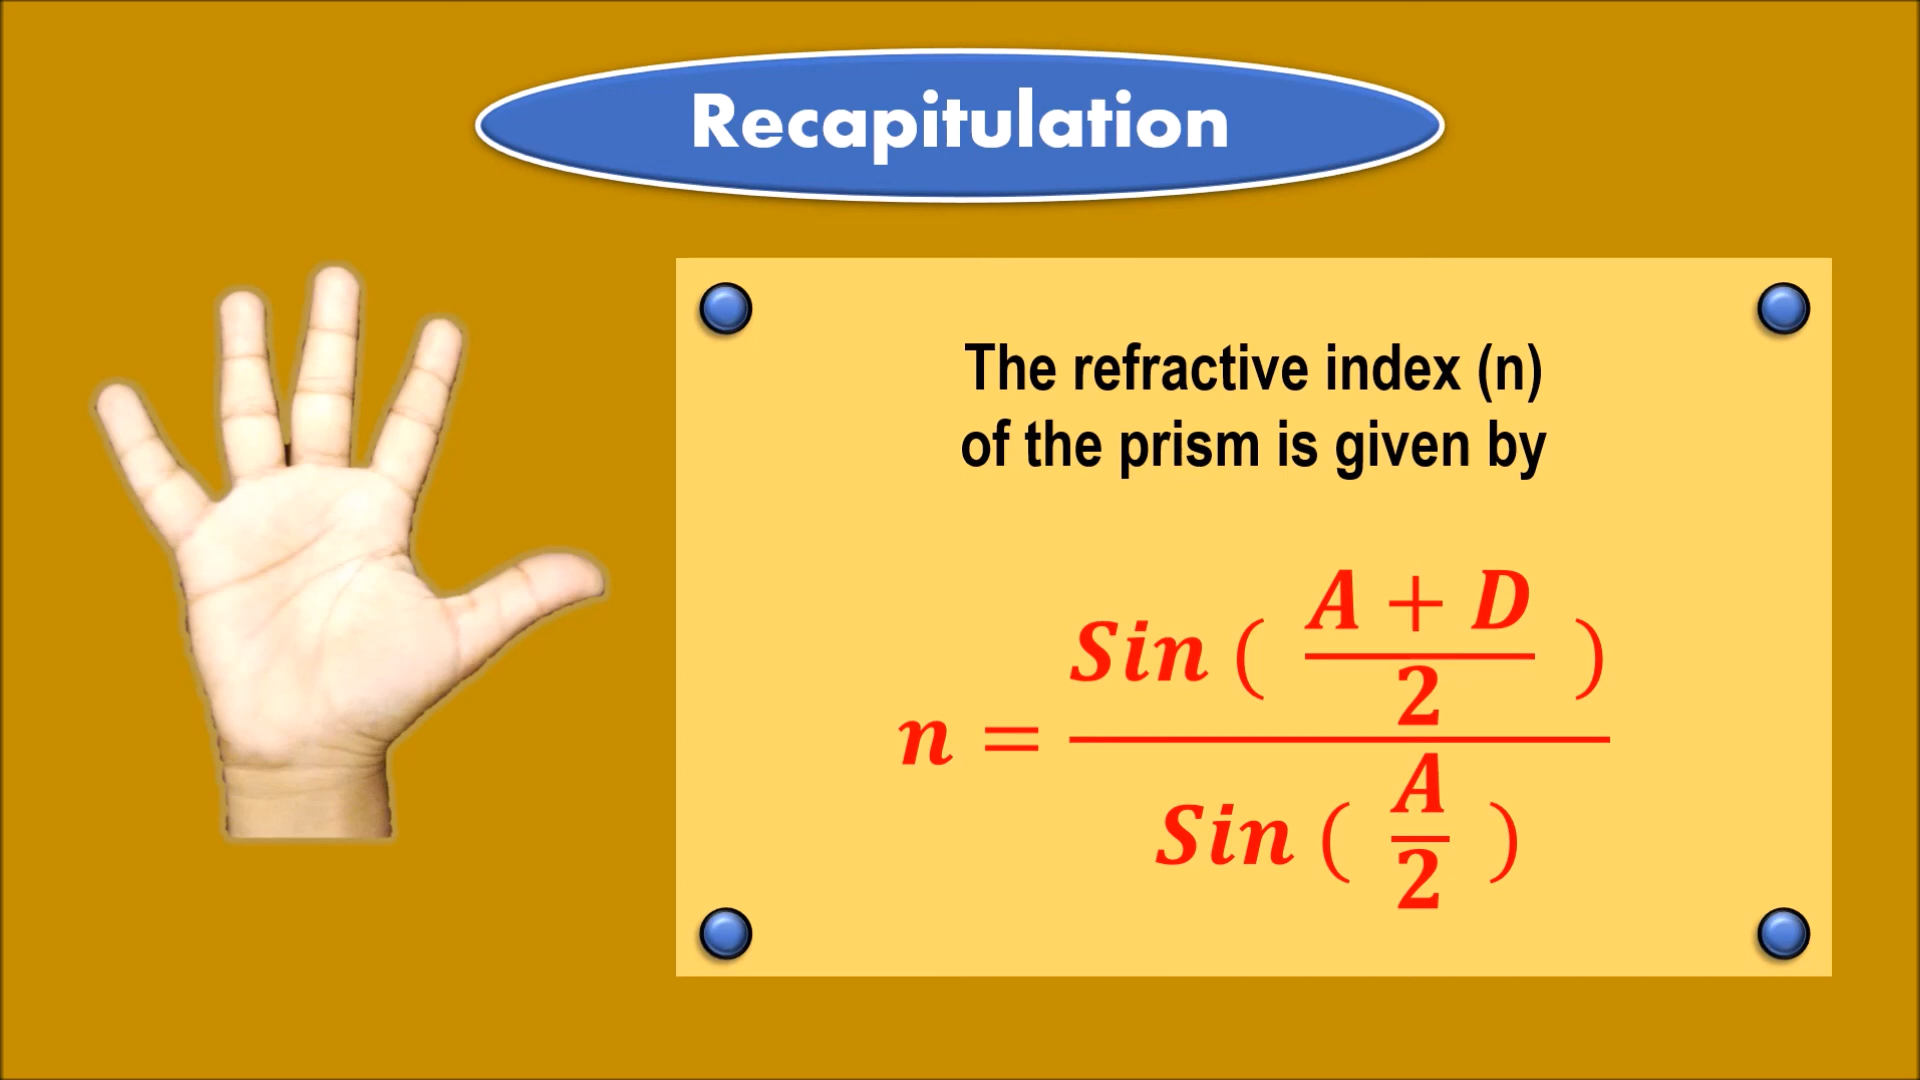 Recapitulation
The refractive index (n)
of the prism is given by
n = Sin ( A + D / 2 ) / Sin ( A / 2 )